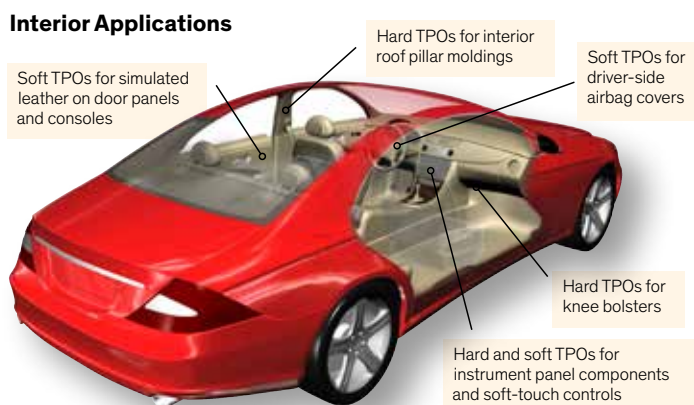 Interior Applications
Hard TPOs for interior
roof pillar moldings
Soft TPOs for
driver-side
airbag covers
Soft TPOs for simulated
leather on door panels
and consoles
Hard TPOs for
knee bolsters
Hard and soft TPOs for
instrument panel components
and soft-touch controls